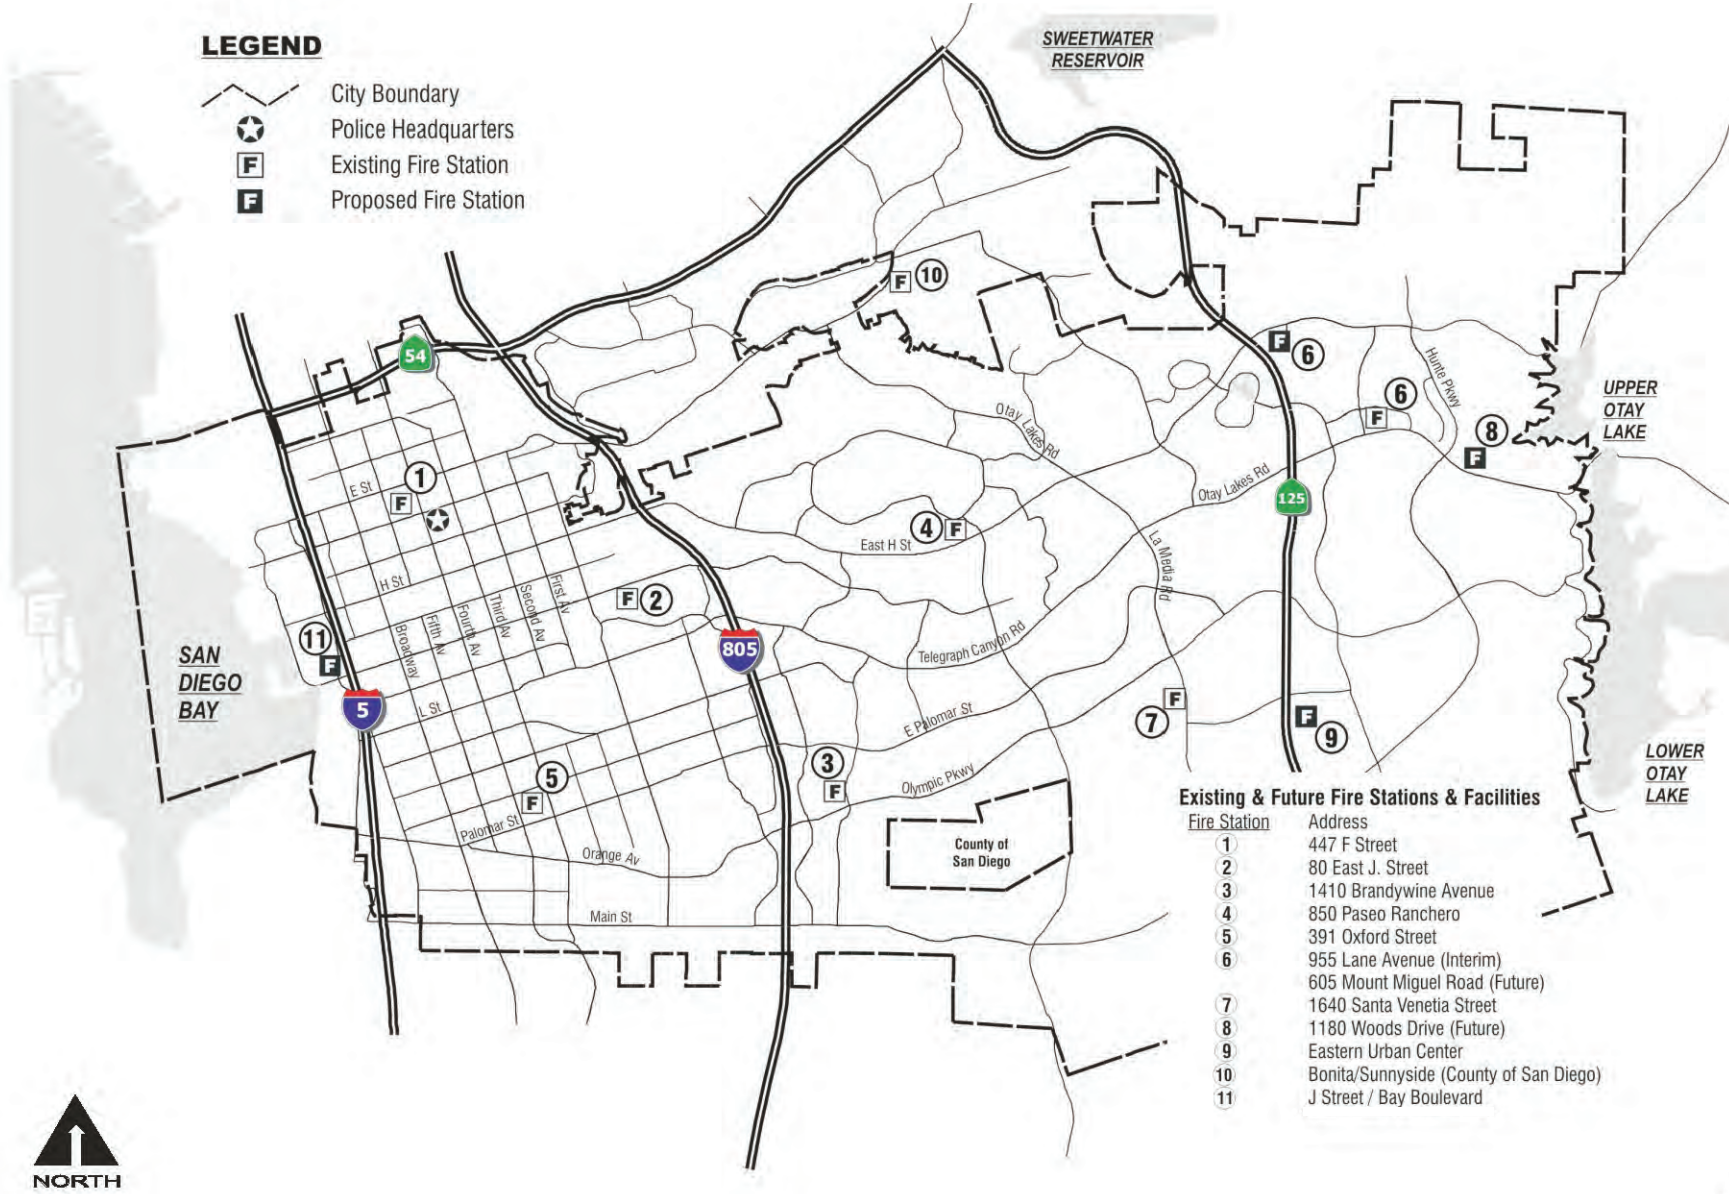 LEGEND
City Boundary
Police Headquarters
F Existing Fire Station
F Proposed Fire Station
SWEETWATER
RESERVOIR
10
F
54
F
6
Hunte Pkwy
6
F
UPPER
OTAY
LAKE
8
F
Otay Lakes Rd
Otay Lakes Rd
125
1
E St
F
4
F
East H St
La Media Rd
H St
First Av
Second Av
Third Av
Fourth Av
Fifth Av
Broadway
F
2
11
F
805
Telegraph Canyon Rd
SAN
DIEGO
BAY
5
L St
E Palomar St
F
7
F
9
5
F
3
F
Olympic Pkwy
Palomar St
Orange Av
County of
San Diego
Main St
LOWER
OTAY
LAKE
Existing & Future Fire Stations & Facilities
Fire Station Address
1 447 F Street
2 80 East J. Street
3 1410 Brandywine Avenue
4 850 Paseo Ranchero
5 391 Oxford Street
6 955 Lane Avenue (Interim)
605 Mount Miguel Road (Future)
7 1640 Santa Venetia Street
8 1180 Woods Drive (Future)
9 Eastern Urban Center
10 Bonita/Sunnyside (County of San Diego)
11 J Street / Bay Boulevard
NORTH